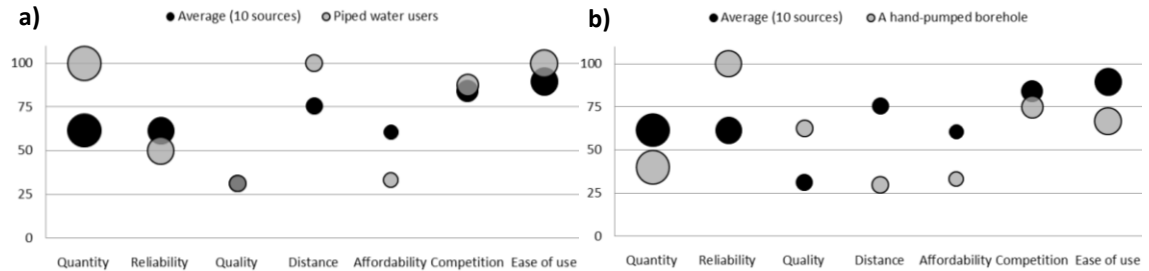 a)
Average (10 sources) Piped water users
100
75
50
25
0
Quantity Reliability Quality Distance Affordability Competition Ease of use
b)
Average (10 sources) A hand-pumped borehole
100
75
50
25
0
Quantity Reliability Quality Distance Affordability Competition Ease of use